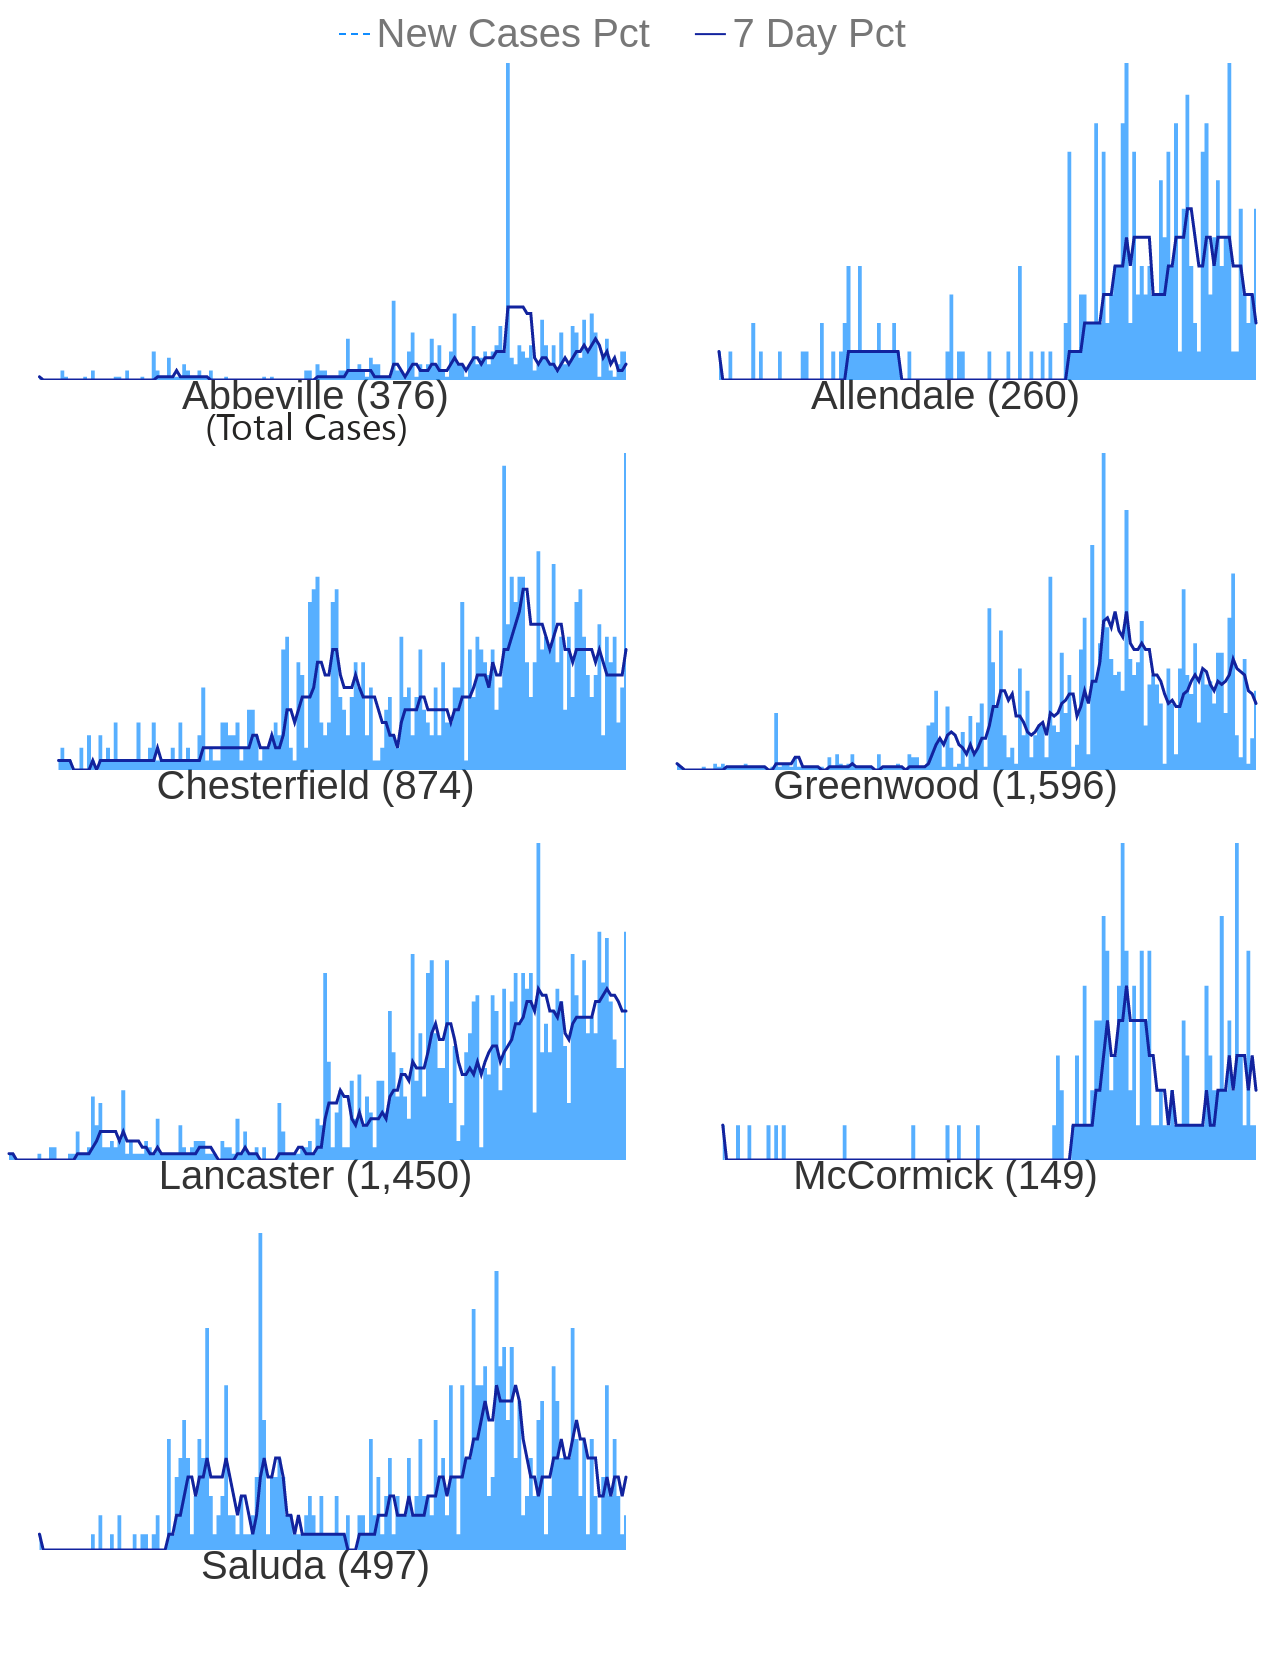 New Cases Pct 7 Day Pct
Abbeville (376) Allendale (260)
(Total Cases)
Chesterfield (874) Greenwood (1,596)
Lancaster (1,450) McCormick (149)
Saluda (497)